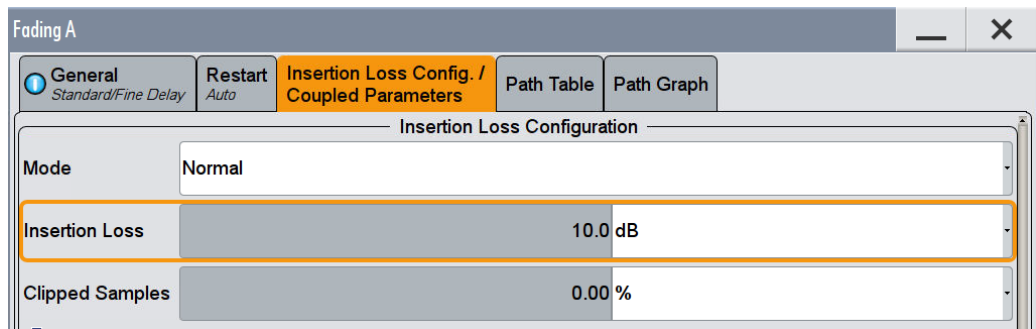 Fading A
General
Standard/Fine Delay
Restart
Auto
Insertion Loss Config. /
Coupled Parameters
Path Table
Path Graph
Insertion Loss Configuration
Mode Normal
Insertion Loss 10.0 dB
Clipped Samples 0.00 %